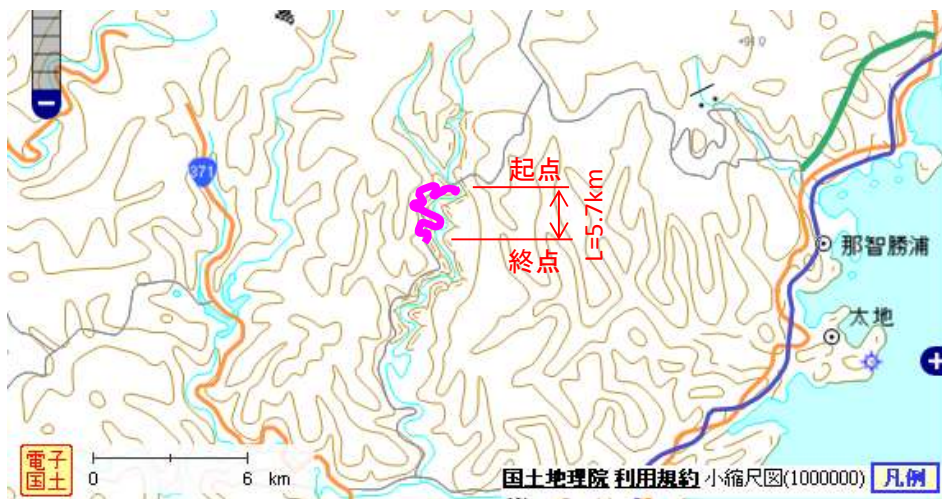 371
起点
L=5.7km
終点
那智勝浦
太地
電子
国土
0 6 km
国土地理院 利用規約 小縮尺図(1000000) 凡例